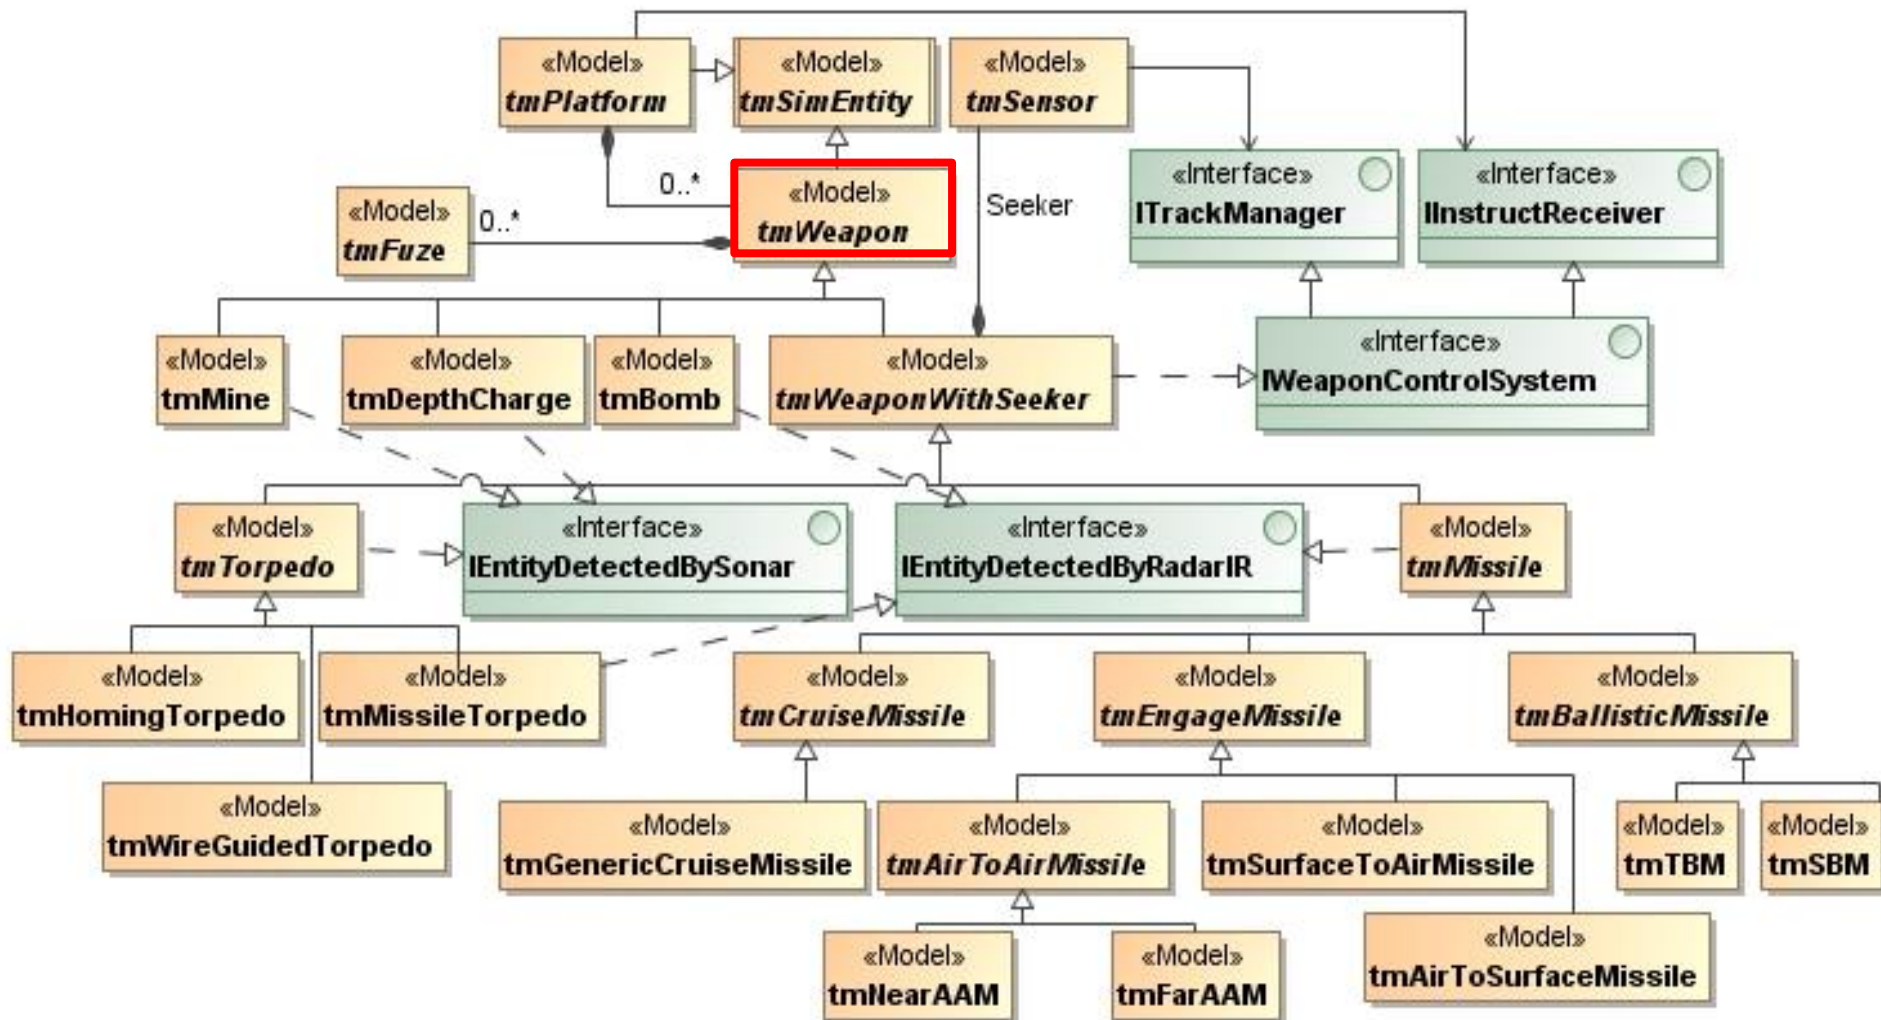 «Model»
tmPlatform
«Model»
tmSimEntity
«Model»
tmSensor
«Interface»
ITrackManager
«Interface»
IInstructReceiver
«Model»
tmFuze
0..*
0..*
«Model»
tmWeapon
Seeker
«Model»
tmMine
«Model»
tmDepthCharge
«Model»
tmBomb
«Model»
tmWeaponWithSeeker
«Interface»
IWeaponControlSystem
«Model»
tmTorpedo
«Interface»
IEntityDetectedBySonar
«Interface»
IEntityDetectedByRadarIR
«Model»
tmMissile
«Model»
tmHomingTorpedo
«Model»
tmMissileTorpedo
«Model»
tmCruiseMissile
«Model»
tmEngageMissile
«Model»
tmBallisticMissile
«Model»
tmWireGuidedTorpedo
«Model»
tmGenericCruiseMissile
«Model»
tmAirToAirMissile
«Model»
tmSurfaceToAirMissile
«Model»
tmTBM
«Model»
tmSBM
«Model»
tmNearAAM
«Model»
tmFarAAM
«Model»
tmAirToSurfaceMissile